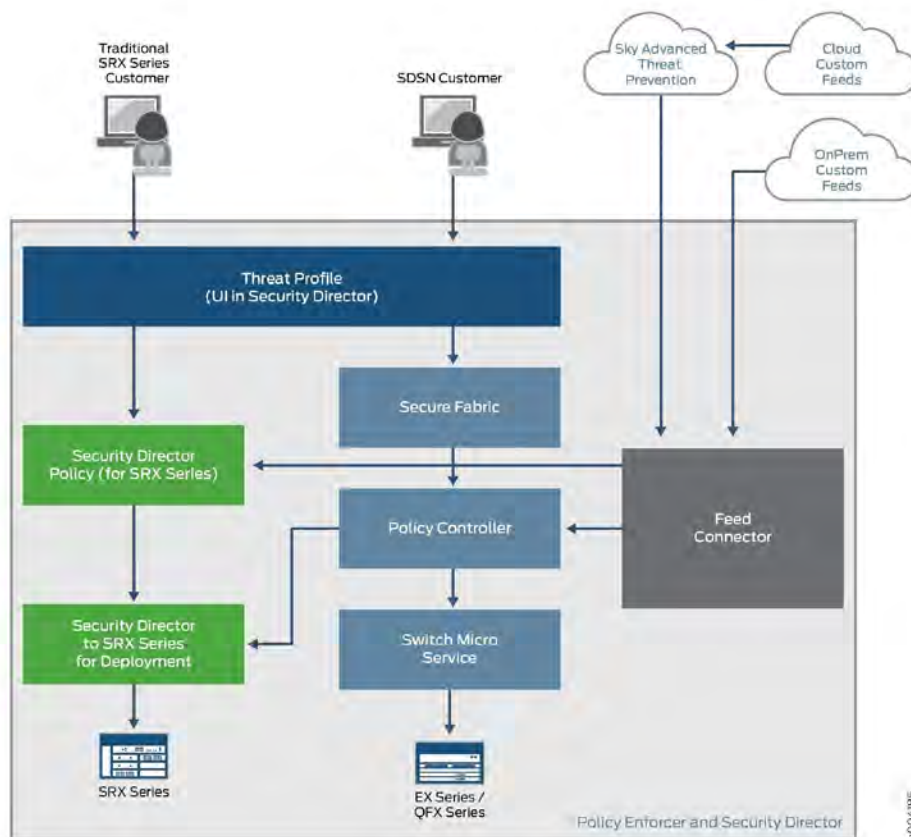 Traditional
SRX Series
Customer
SDSN Customer
Sky Advanced
Threat
Prevention
Cloud
Custom
Feeds
OnPrem
Custom
Feeds
Threat Profile
(UI in Security Director)
Secure Fabric
Security Director
Policy (for SRX Series)
Policy Controller
Feed
Connector
Security Director
to SRX Series
for Deployment
Switch Micro
Service
SRX Series
EX Series /
QFX Series
Policy Enforcer and Security Director